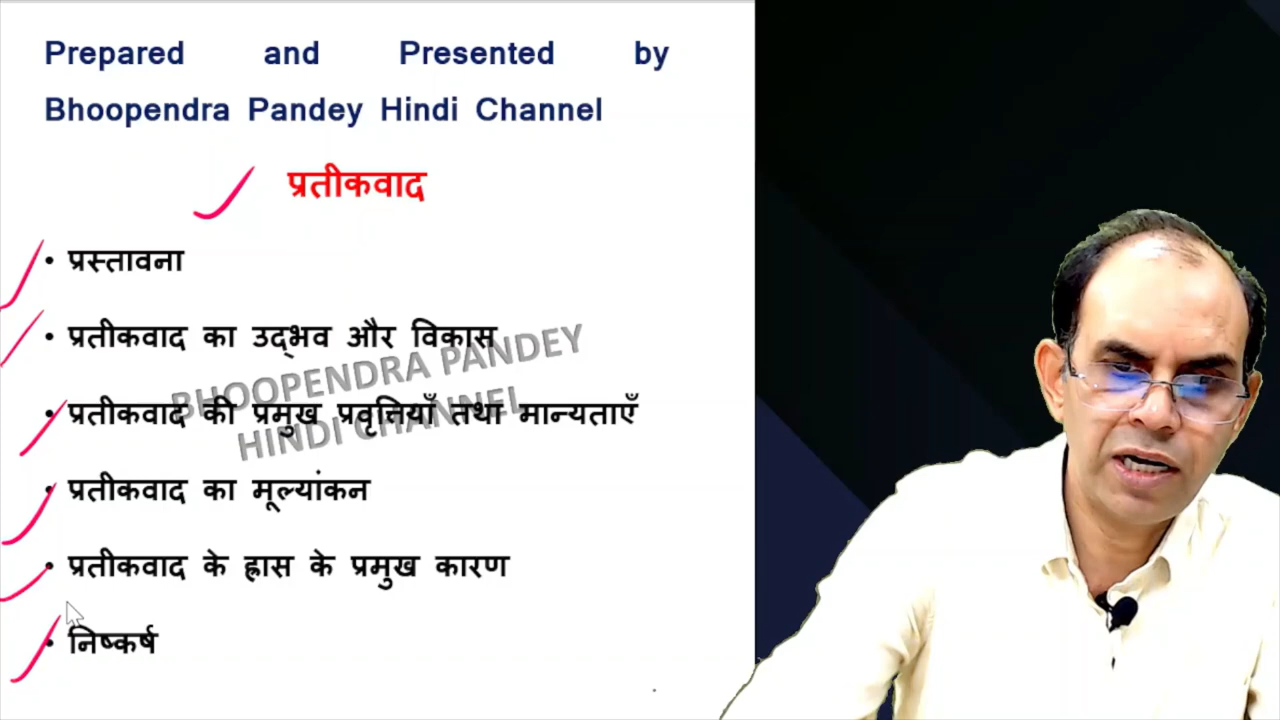 Prepared and Presented by
Bhoopendra Pandey Hindi Channel
प्रतीकवाद
• प्रस्तावना
• प्रतीकवाद का उद्भव और विकास
• प्रतीकवाद की प्रमुख प्रवृत्तियाँ तथा मान्यताएँ
• प्रतीकवाद का मूल्यांकन
• प्रतीकवाद के ह्रास के प्रमुख कारण
• निष्कर्ष
BHOOPENDRA PANDEY
HINDI CHANNEL